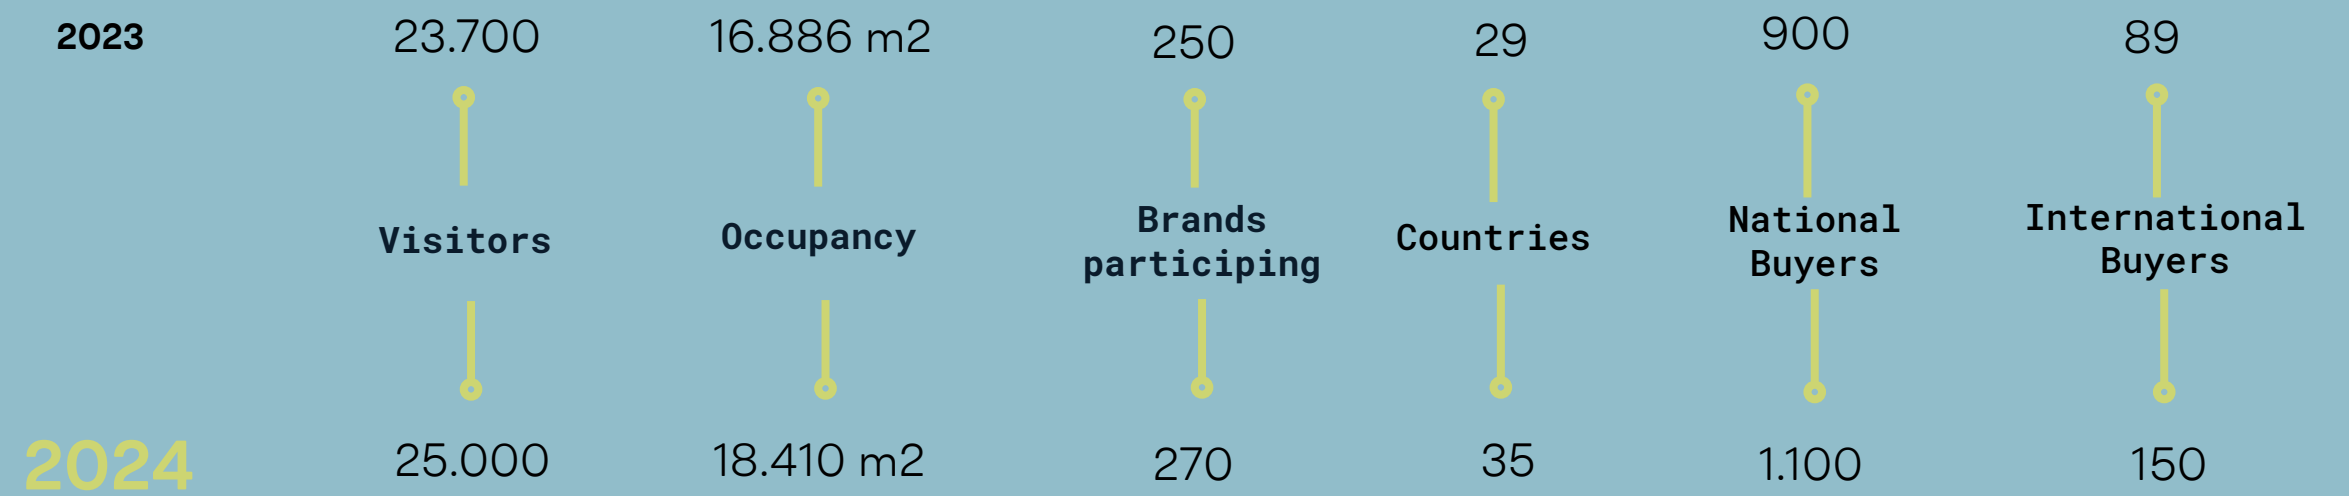 2023 23.700 16.886 m2 250 29 900 89
Visitors Occupancy Brands participing Countries National Buyers International Buyers
2024 25.000 18.410 m2 270 35 1.100 150